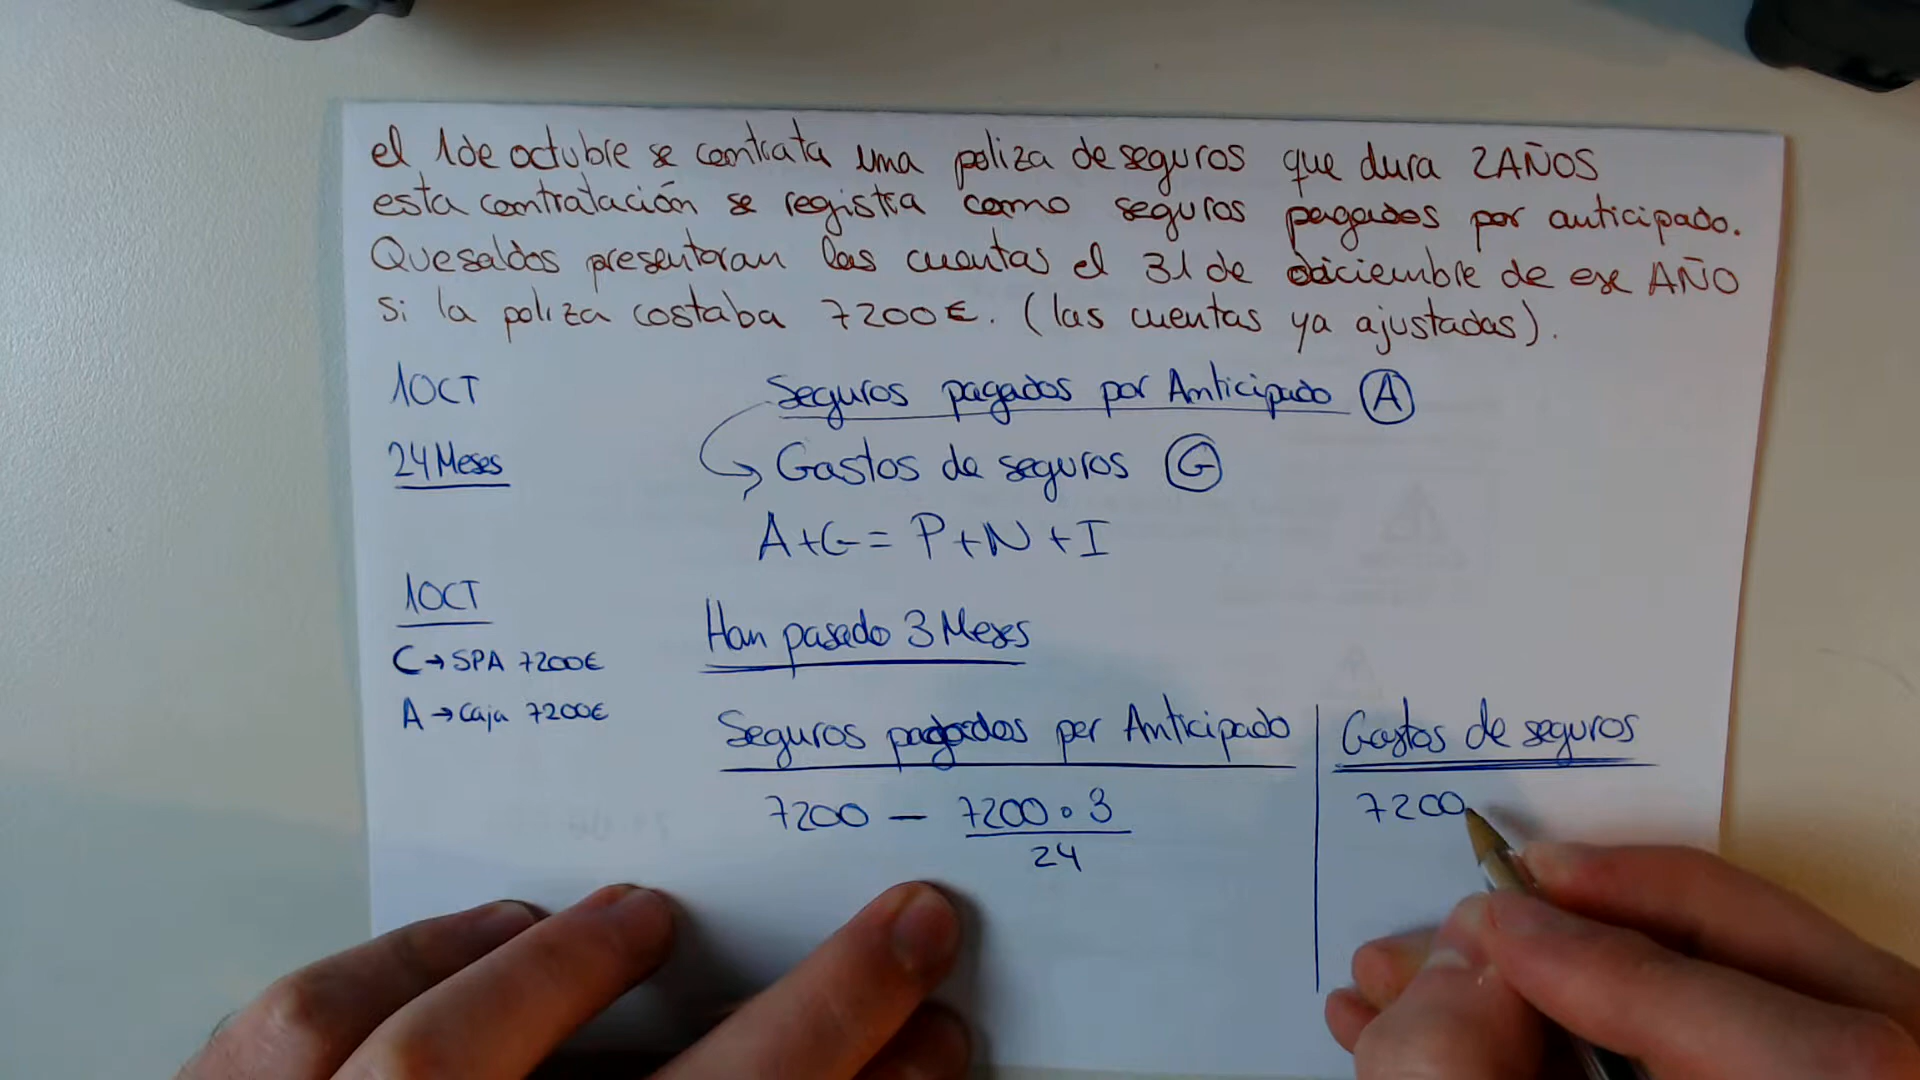 el 1 de octubre se contrata una poliza de seguros que dura 2 AÑOS
esta contratación se registra como seguros pagados por anticipado.
Que saldos presentaran las cuentas el 31 de diciembre de ese AÑO
si la poliza costaba 7200€. (las cuentas ya ajustadas).
1 OCT
24 Meses
Seguros pagados por Anticipado A
Gastos de seguros G
A+G = P+N+I
1 OCT
C → SPA 7200€
A → Caja 7200€
Han pasado 3 Meses
Seguros pagados por Anticipado
7200 — 7200 · 3
24
Gastos de seguros
7200